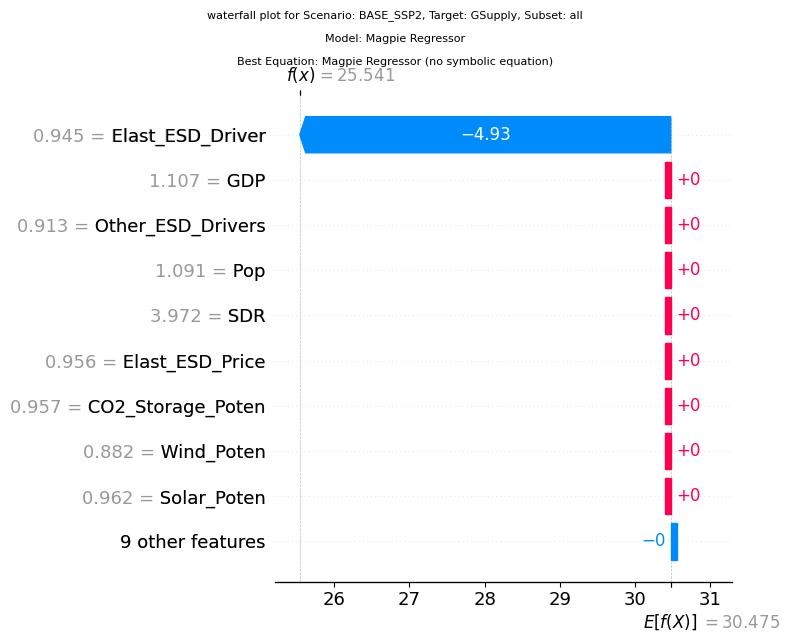 waterfall plot for Scenario: BASE_SSP2, Target: GSupply, Subset: all
Model: Magpie Regressor
Best Equation: Magpie Regressor (no symbolic equation)
f(x) = 25.541
0.945 = Elast_ESD_Driver −4.93
1.107 = GDP +0
0.913 = Other_ESD_Drivers +0
1.091 = Pop +0
3.972 = SDR +0
0.956 = Elast_ESD_Price +0
0.957 = CO2_Storage_Poten +0
0.882 = Wind_Poten +0
0.962 = Solar_Poten +0
9 other features −0
26 27 28 29 30 31
E[f(X)] = 30.475